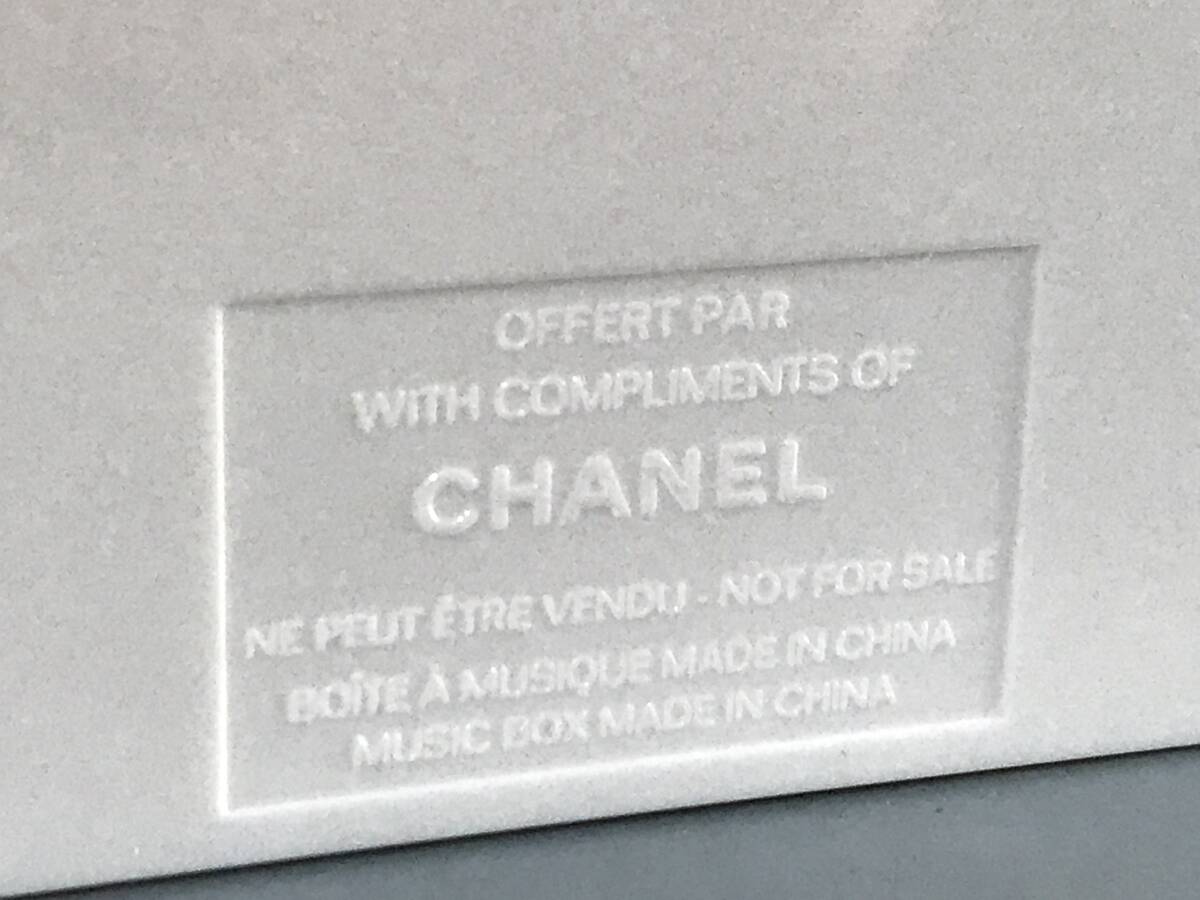 OFFERT PAR
WITH COMPLIMENTS OF
CHANEL
NE PEUT ÊTRE VENDU - NOT FOR SALE
BOÎTE À MUSIQUE MADE IN CHINA
MUSIC BOX MADE IN CHINA